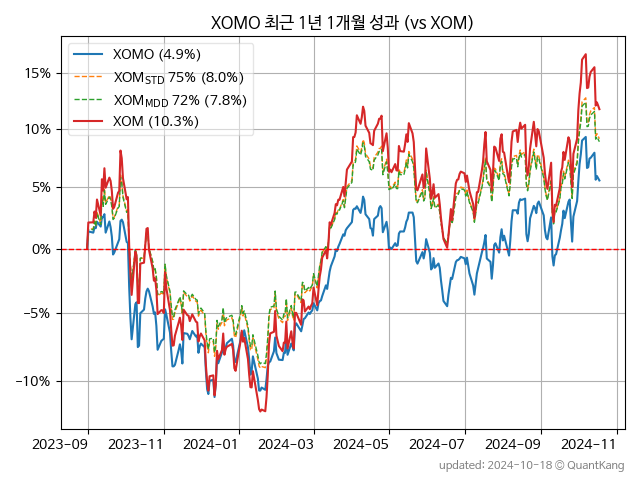 XOMO 최근 1년 1개월 성과 (vs XOM)
XOMO (4.9%)
XOM_STD 75% (8.0%)
XOM_MDD 72% (7.8%)
XOM (10.3%)
15%
10%
5%
0%
−5%
−10%
2023-09 2023-11 2024-01 2024-03 2024-05 2024-07 2024-09 2024-11
updated: 2024-10-18 © QuantKang